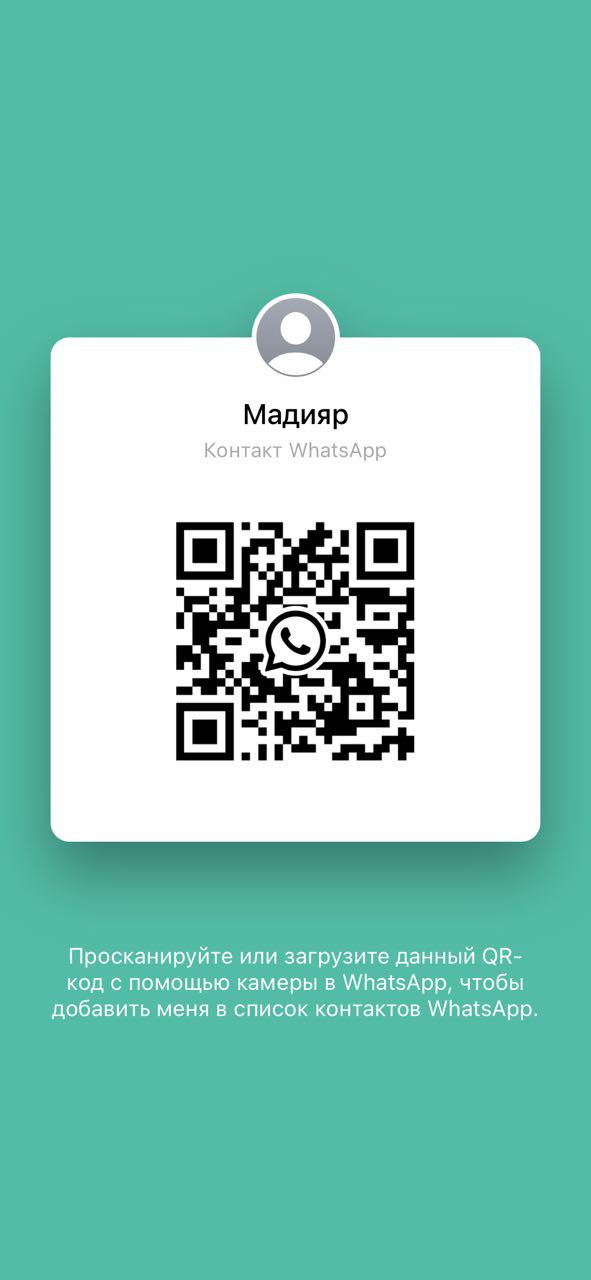 Мадияр
Контакт WhatsApp
Просканируйте или загрузите данный QR-
код с помощью камеры в WhatsApp, чтобы
добавить меня в список контактов WhatsApp.